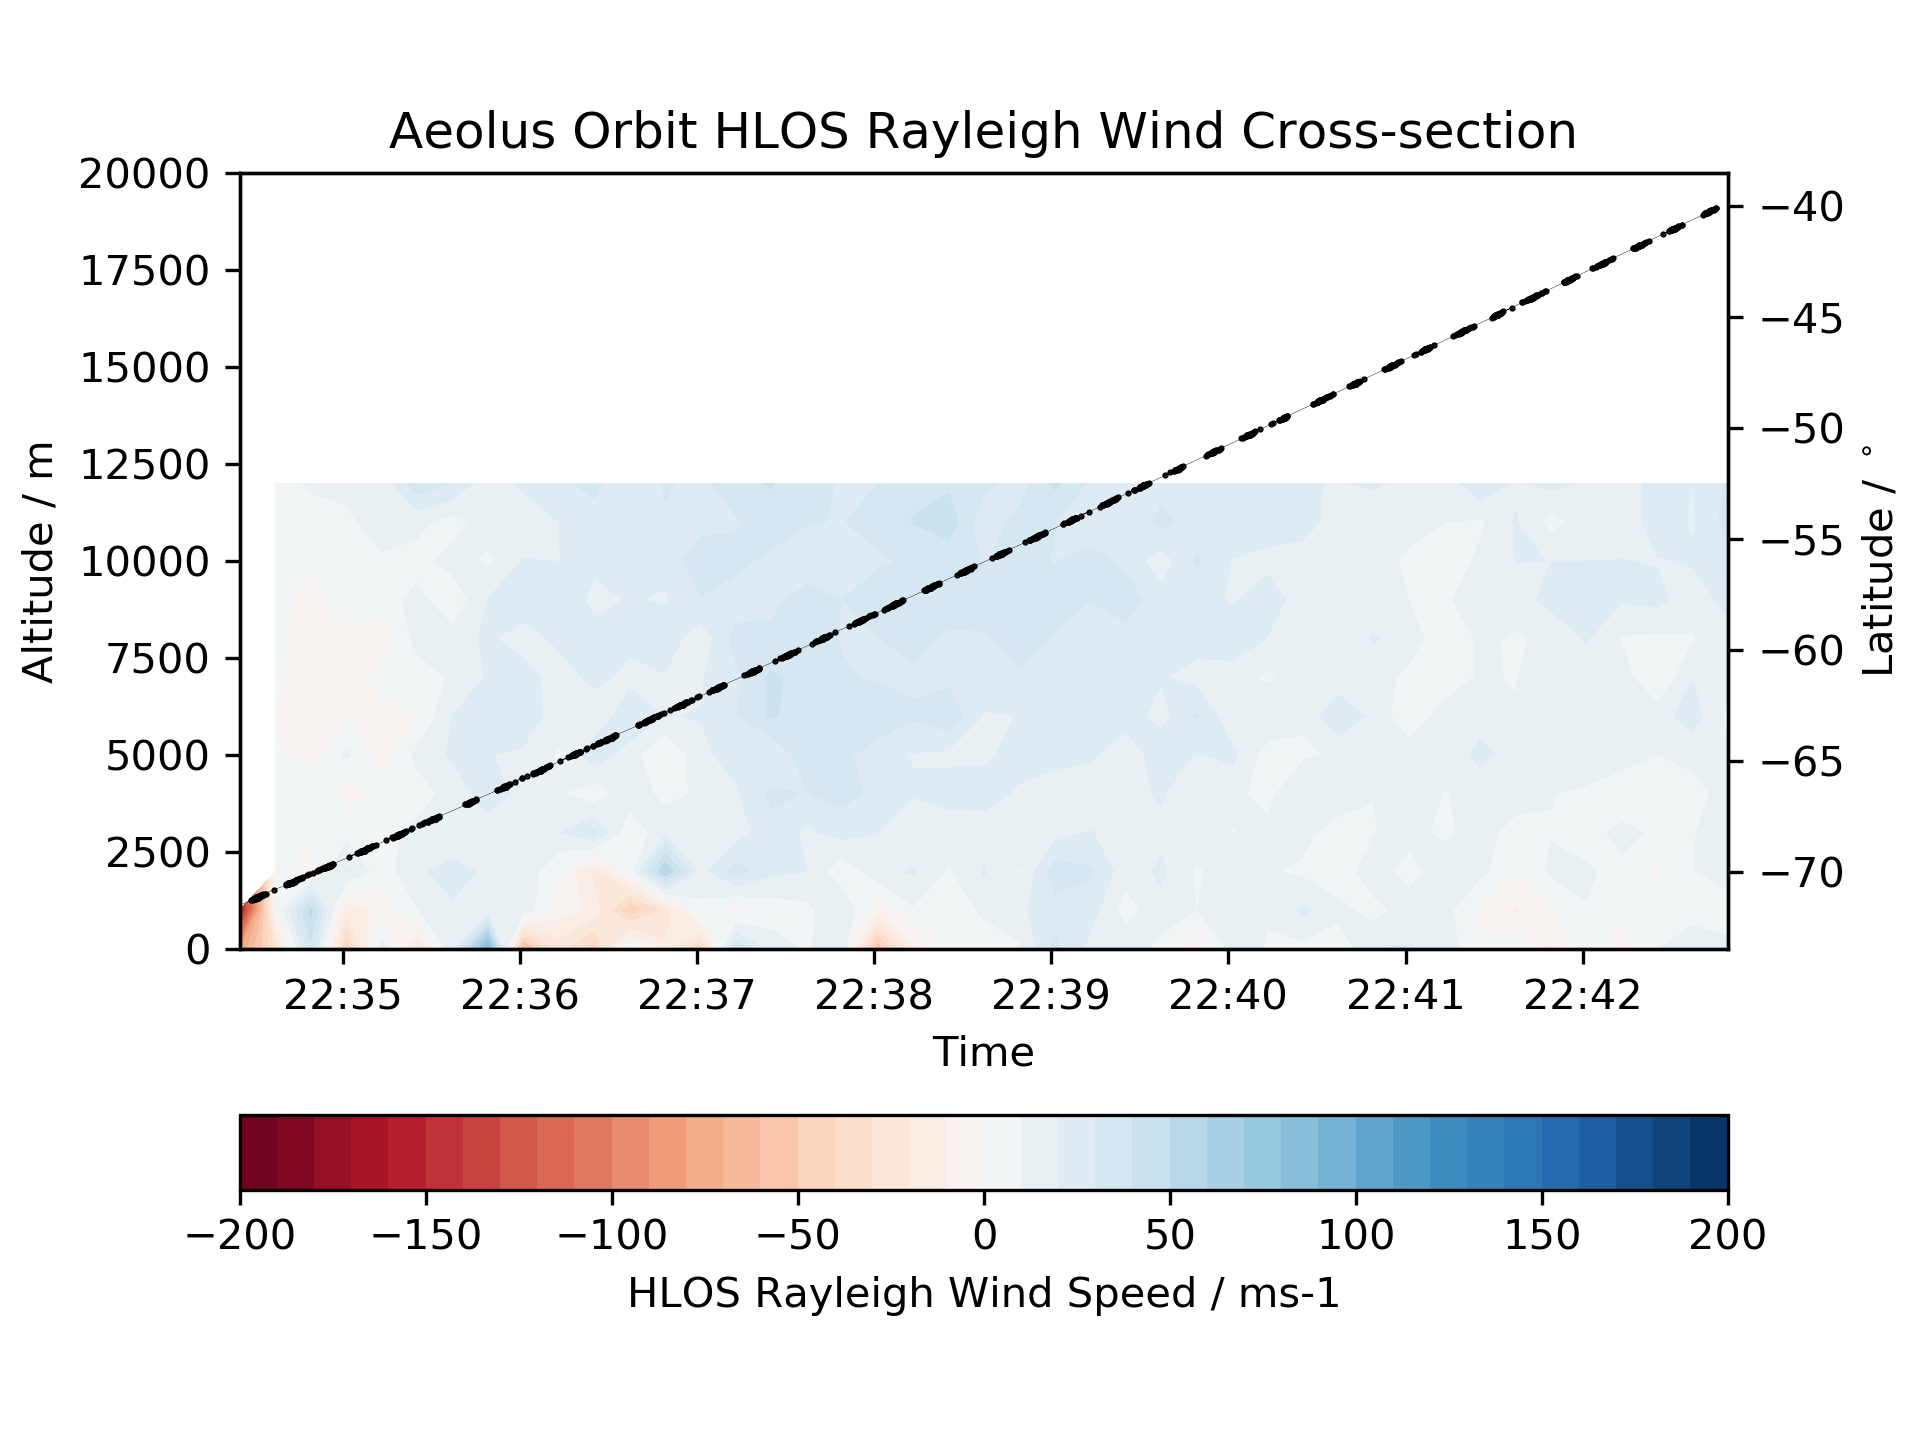 Aeolus Orbit HLOS Rayleigh Wind Cross-section
20000
17500
15000
12500
10000
7500
5000
2500
0
Altitude / m
−40
−45
−50
−55
−60
−65
−70
Latitude / °
22:35 22:36 22:37 22:38 22:39 22:40 22:41 22:42
Time
−200 −150 −100 −50 0 50 100 150 200
HLOS Rayleigh Wind Speed / ms-1